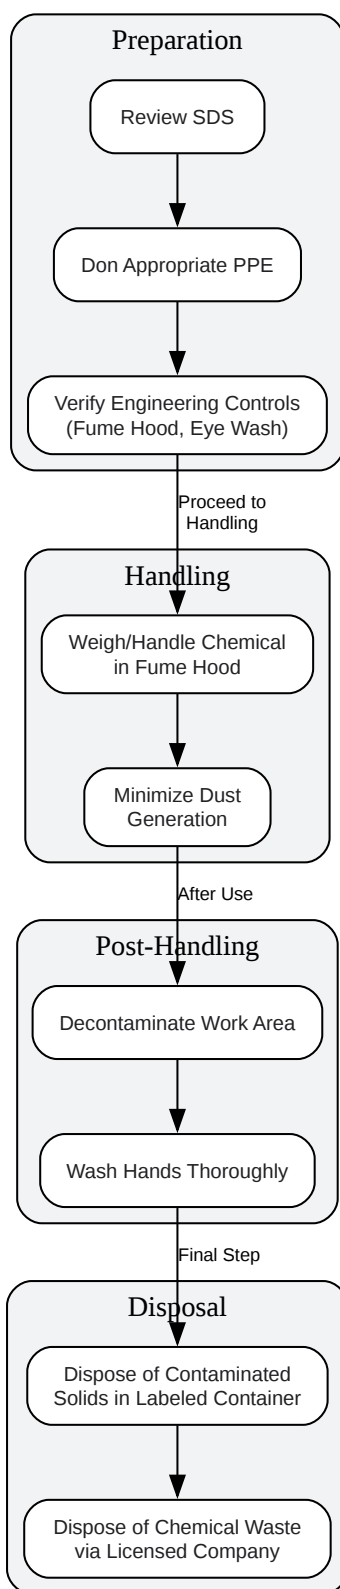 Preparation
Review SDS
Don Appropriate PPE
Verify Engineering Controls
(Fume Hood, Eye Wash)
Proceed to
Handling
Handling
Weigh/Handle Chemical
in Fume Hood
Minimize Dust
Generation
After Use
Post-Handling
Decontaminate Work Area
Wash Hands Thoroughly
Final Step
Disposal
Dispose of Contaminated
Solids in Labeled Container
Dispose of Chemical Waste
via Licensed Company